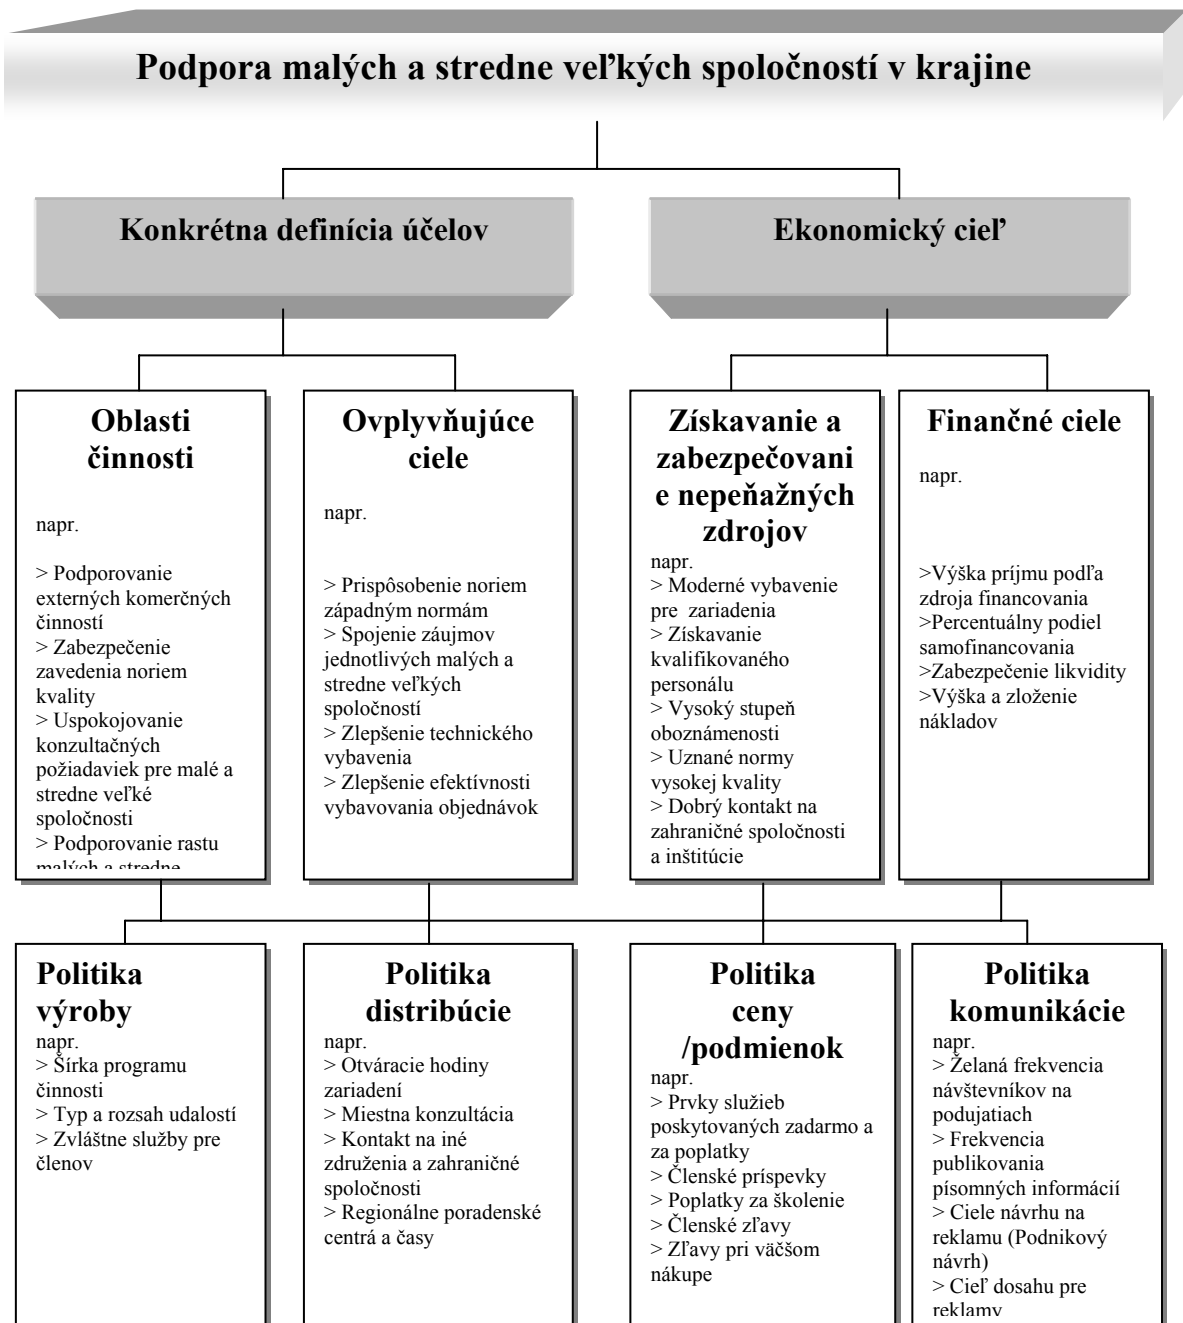 Podpora malých a stredne veľkých spoločností v krajine
Konkrétna definícia účelov
Ekonomický cieľ
Oblasti
činnosti
napr.
> Podporovanie
externých komerčných
činností
> Zabezpečenie
zavedenia noriem
kvality
> Uspokojovanie
konzultačných
požiadaviek pre malé a
stredne veľké
spoločnosti
> Podporovanie rastu
malých a stredne
Ovplyvňujúce
ciele
napr.
> Prispôsobenie noriem
západným normám
> Spojenie záujmov
jednotlivých malých a
stredne veľkých
spoločností
> Zlepšenie technického
vybavenia
> Zlepšenie efektívnosti
vybavovania objednávok
Získavanie a
zabezpečovani
e nepeňažných
zdrojov
napr.
> Moderné vybavenie
pre zariadenia
> Získavanie
kvalifikovaného
personálu
> Vysoký stupeň
oboznámenosti
> Uznané normy
vysokej kvality
> Dobrý kontakt na
zahraničné spoločnosti
a inštitúcie
Finančné ciele
napr.
>Výška príjmu podľa
zdroja financovania
>Percentuálny podiel
samofinancovania
>Zabezpečenie likvidity
>Výška a zloženie
nákladov
Politika
výroby
napr.
> Šírka programu
činnosti
> Typ a rozsah udalostí
> Zvláštne služby pre
členov
Politika
distribúcie
napr.
> Otváracie hodiny
zariadení
> Miestna konzultácia
> Kontakt na iné
združenia a zahraničné
spoločnosti
> Regionálne poradenské
centrá a časy
Politika
ceny
/podmienok
napr.
> Prvky služieb
poskytovaných zadarmo a
za poplatky
> Členské príspevky
> Poplatky za školenie
> Členské zľavy
> Zľavy pri väčšom
nákupe
Politika
komunikácie
napr.
> Želaná frekvencia
návštevníkov na
podujatiach
> Frekvencia
publikovania
písomných informácií
> Ciele návrhu na
reklamu (Podnikový
návrh)
> Cieľ dosahu pre
reklamy